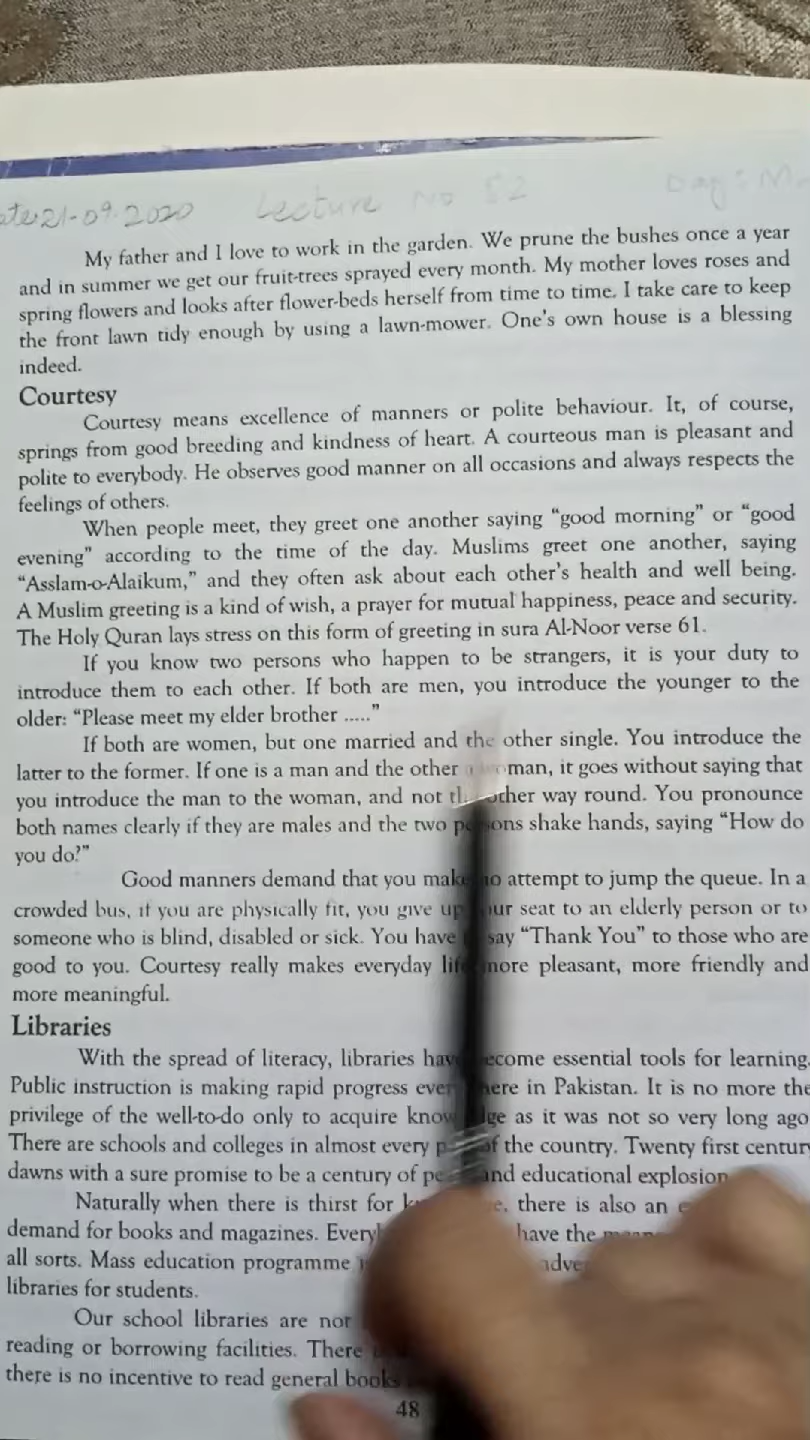 ate: 21-09-2020 Lecture No 52 Day: M
My father and I love to work in the garden. We prune the bushes once a year
and in summer we get our fruit-trees sprayed every month. My mother loves roses and
spring flowers and looks after flower-beds herself from time to time. I take care to keep
the front lawn tidy enough by using a lawn-mower. One's own house is a blessing
indeed.
Courtesy
Courtesy means excellence of manners or polite behaviour. It, of course,
springs from good breeding and kindness of heart. A courteous man is pleasant and
polite to everybody. He observes good manner on all occasions and always respects the
feelings of others.
When people meet, they greet one another saying “good morning” or “good
evening” according to the time of the day. Muslims greet one another, saying
“Asslam-o-Alaikum,” and they often ask about each other's health and well being.
A Muslim greeting is a kind of wish, a prayer for mutual happiness, peace and security.
The Holy Quran lays stress on this form of greeting in sura Al-Noor verse 61.
If you know two persons who happen to be strangers, it is your duty to
introduce them to each other. If both are men, you introduce the younger to the
older: “Please meet my elder brother .....”
If both are women, but one married and the other single. You introduce the
latter to the former. If one is a man and the other a woman, it goes without saying that
you introduce the man to the woman, and not the other way round. You pronounce
both names clearly if they are males and the two persons shake hands, saying “How do
you do?”
Good manners demand that you make no attempt to jump the queue. In a
crowded bus, if you are physically fit, you give up your seat to an elderly person or to
someone who is blind, disabled or sick. You have say “Thank You” to those who are
good to you. Courtesy really makes everyday life more pleasant, more friendly and
more meaningful.
Libraries
With the spread of literacy, libraries have become essential tools for learning.
Public instruction is making rapid progress everywhere in Pakistan. It is no more the
privilege of the well-to-do only to acquire knowledge as it was not so very long ago
There are schools and colleges in almost every of the country. Twenty first centur
dawns with a sure promise to be a century of and educational explosion
Naturally when there is thirst for there is also an
demand for books and magazines. have the
all sorts. Mass education programme
libraries for students.
Our school libraries are not
reading or borrowing facilities. There
there is no incentive to read general books
48